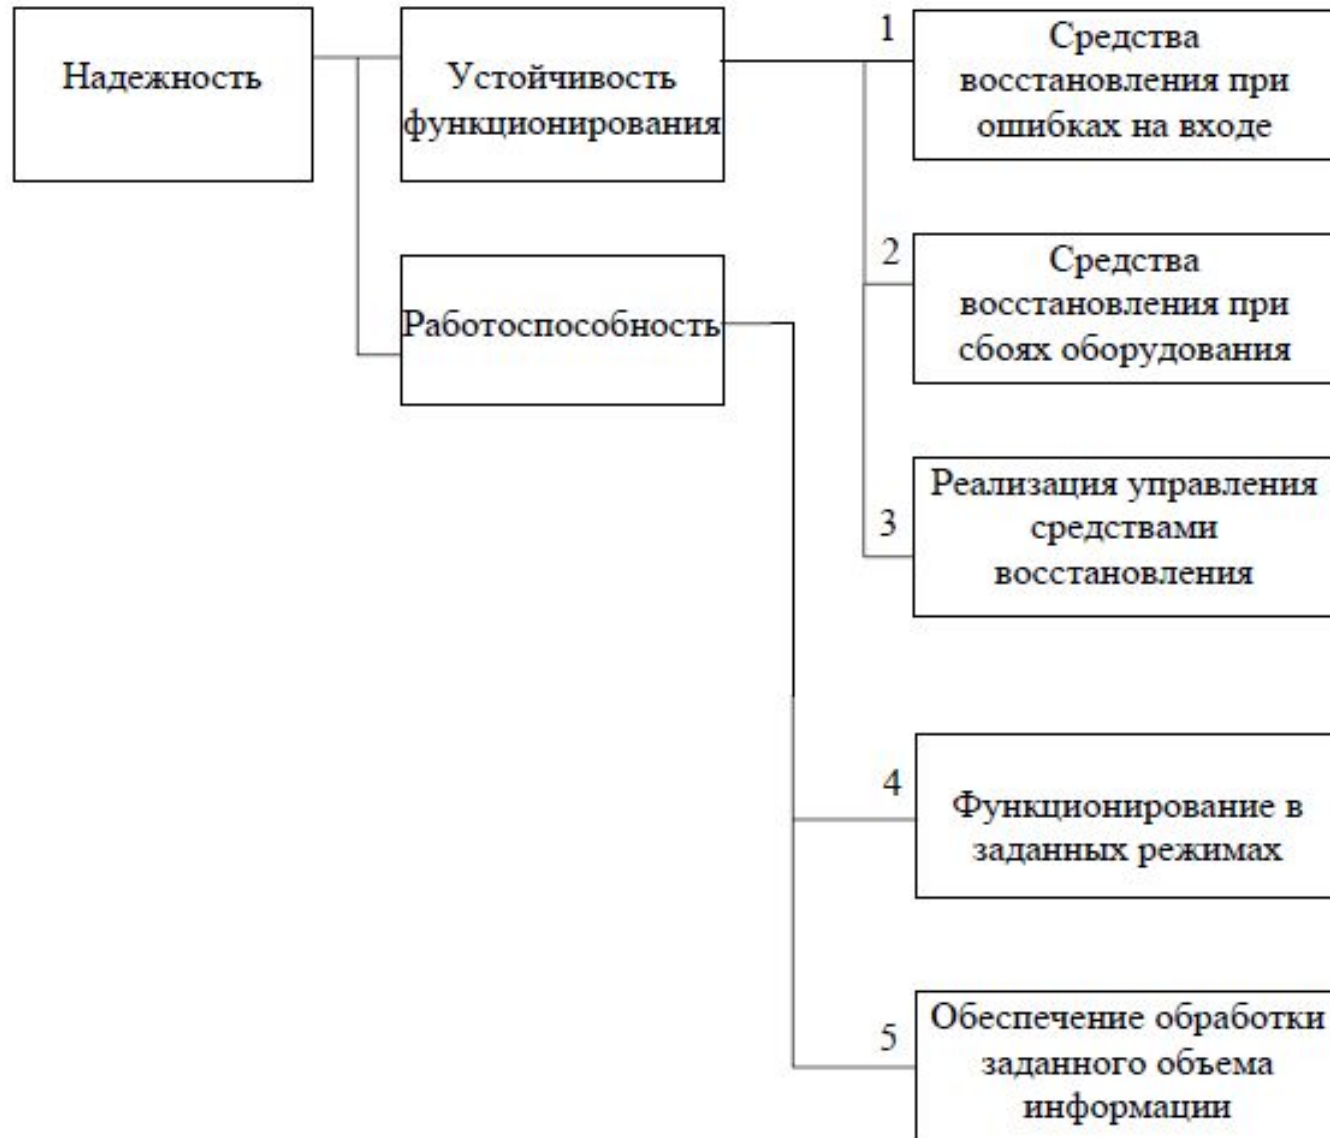 Надежность
Устойчивость
функционирования
1
Средства
восстановления при
ошибках на входе
2
Средства
восстановления при
сбоях оборудования
Работоспособность
3
Реализация управления
средствами
восстановления
4
Функционирование в
заданных режимах
5
Обеспечение обработки
заданного объема
информации